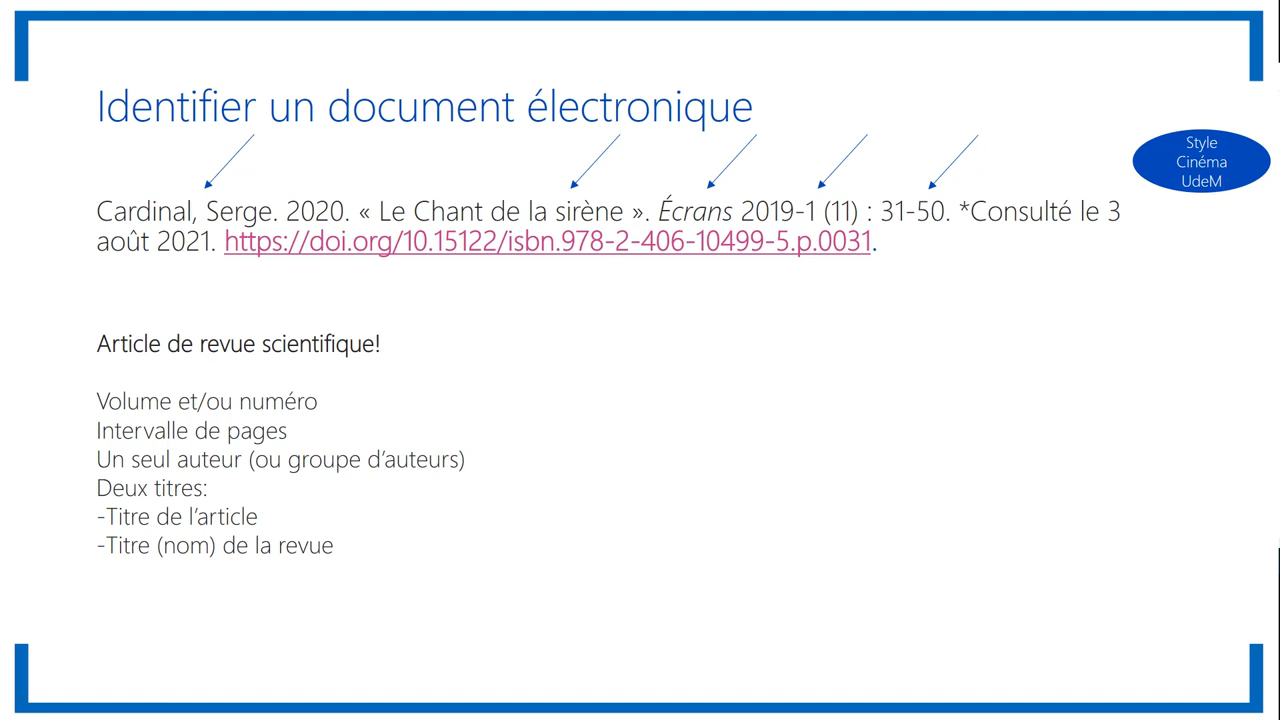 Identifier un document électronique
Style
Cinéma
UdeM
Cardinal, Serge. 2020. « Le Chant de la sirène ». Écrans 2019-1 (11) : 31-50. *Consulté le 3
août 2021. https://doi.org/10.15122/isbn.978-2-406-10499-5.p.0031.
Article de revue scientifique!
Volume et/ou numéro
Intervalle de pages
Un seul auteur (ou groupe d’auteurs)
Deux titres:
-Titre de l’article
-Titre (nom) de la revue